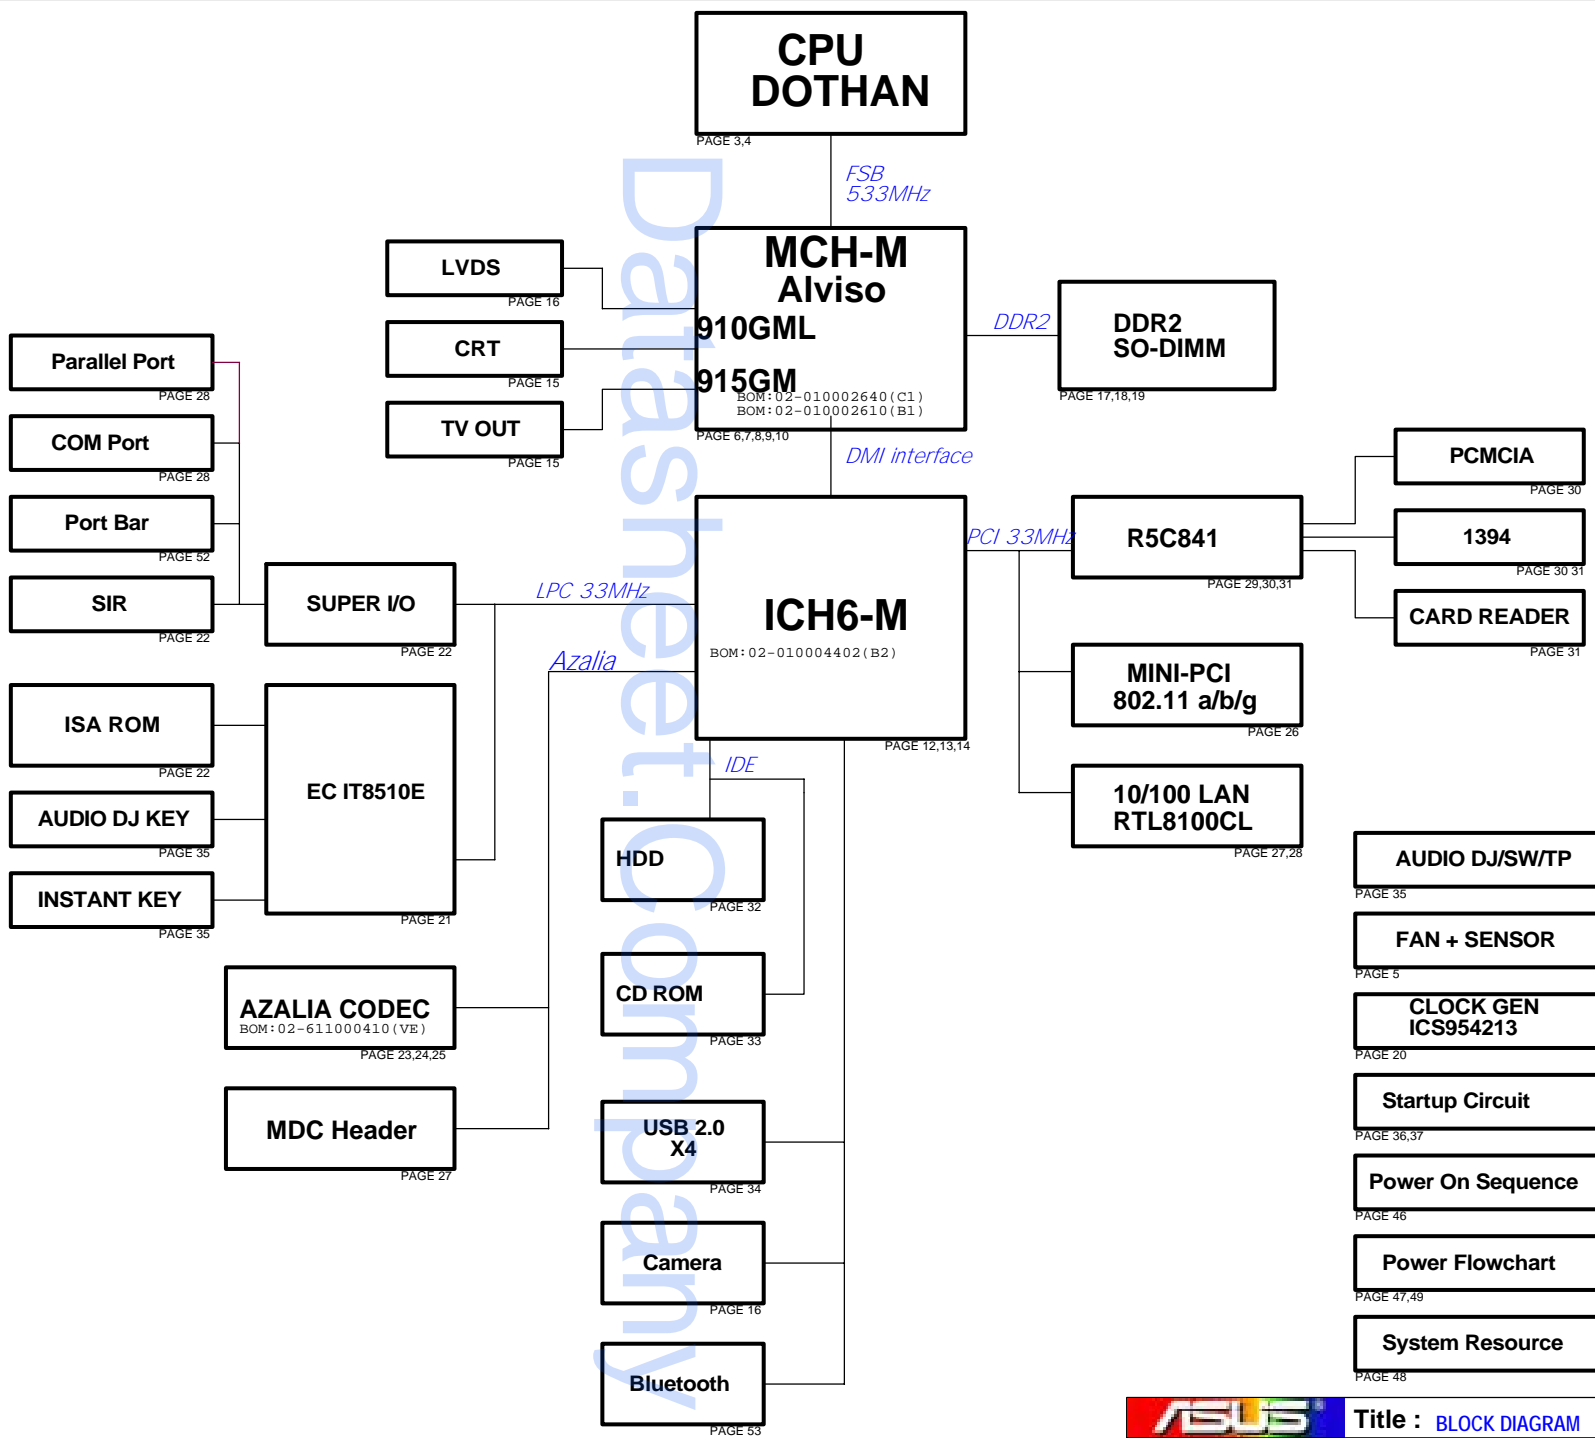 CPU
DOTHAN
PAGE 3,4
FSB
533MHz
MCH-M
Alviso
910GML
915GM
BOM:02-010002640(C1)
BOM:02-010002610(B1)
PAGE 6,7,8,9,10
LVDS
PAGE 16
CRT
PAGE 15
TV OUT
PAGE 15
DDR2
DDR2
SO-DIMM
PAGE 17,18,19
DMI interface
Parallel Port
PAGE 28
COM Port
PAGE 28
Port Bar
PAGE 52
SIR
PAGE 22
SUPER I/O
PAGE 22
LPC 33MHz
Azalia
ICH6-M
BOM:02-010004402(B2)
PAGE 12,13,14
PCI 33MHz
R5C841
PAGE 29,30,31
PCMCIA
PAGE 30
1394
PAGE 30 31
CARD READER
PAGE 31
MINI-PCI
802.11 a/b/g
PAGE 26
10/100 LAN
RTL8100CL
PAGE 27,28
ISA ROM
PAGE 22
AUDIO DJ KEY
PAGE 35
INSTANT KEY
PAGE 35
EC IT8510E
PAGE 21
IDE
HDD
PAGE 32
CD ROM
PAGE 33
AZALIA CODEC
BOM:02-611000410(VE)
PAGE 23,24,25
MDC Header
PAGE 27
USB 2.0
X4
PAGE 34
Camera
PAGE 16
Bluetooth
PAGE 53
AUDIO DJ/SW/TP
PAGE 35
FAN + SENSOR
PAGE 5
CLOCK GEN
ICS954213
PAGE 20
Startup Circuit
PAGE 36,37
Power On Sequence
PAGE 46
Power Flowchart
PAGE 47,49
System Resource
PAGE 48
ASUS®
Title : BLOCK DIAGRAM
Datasheet.Company